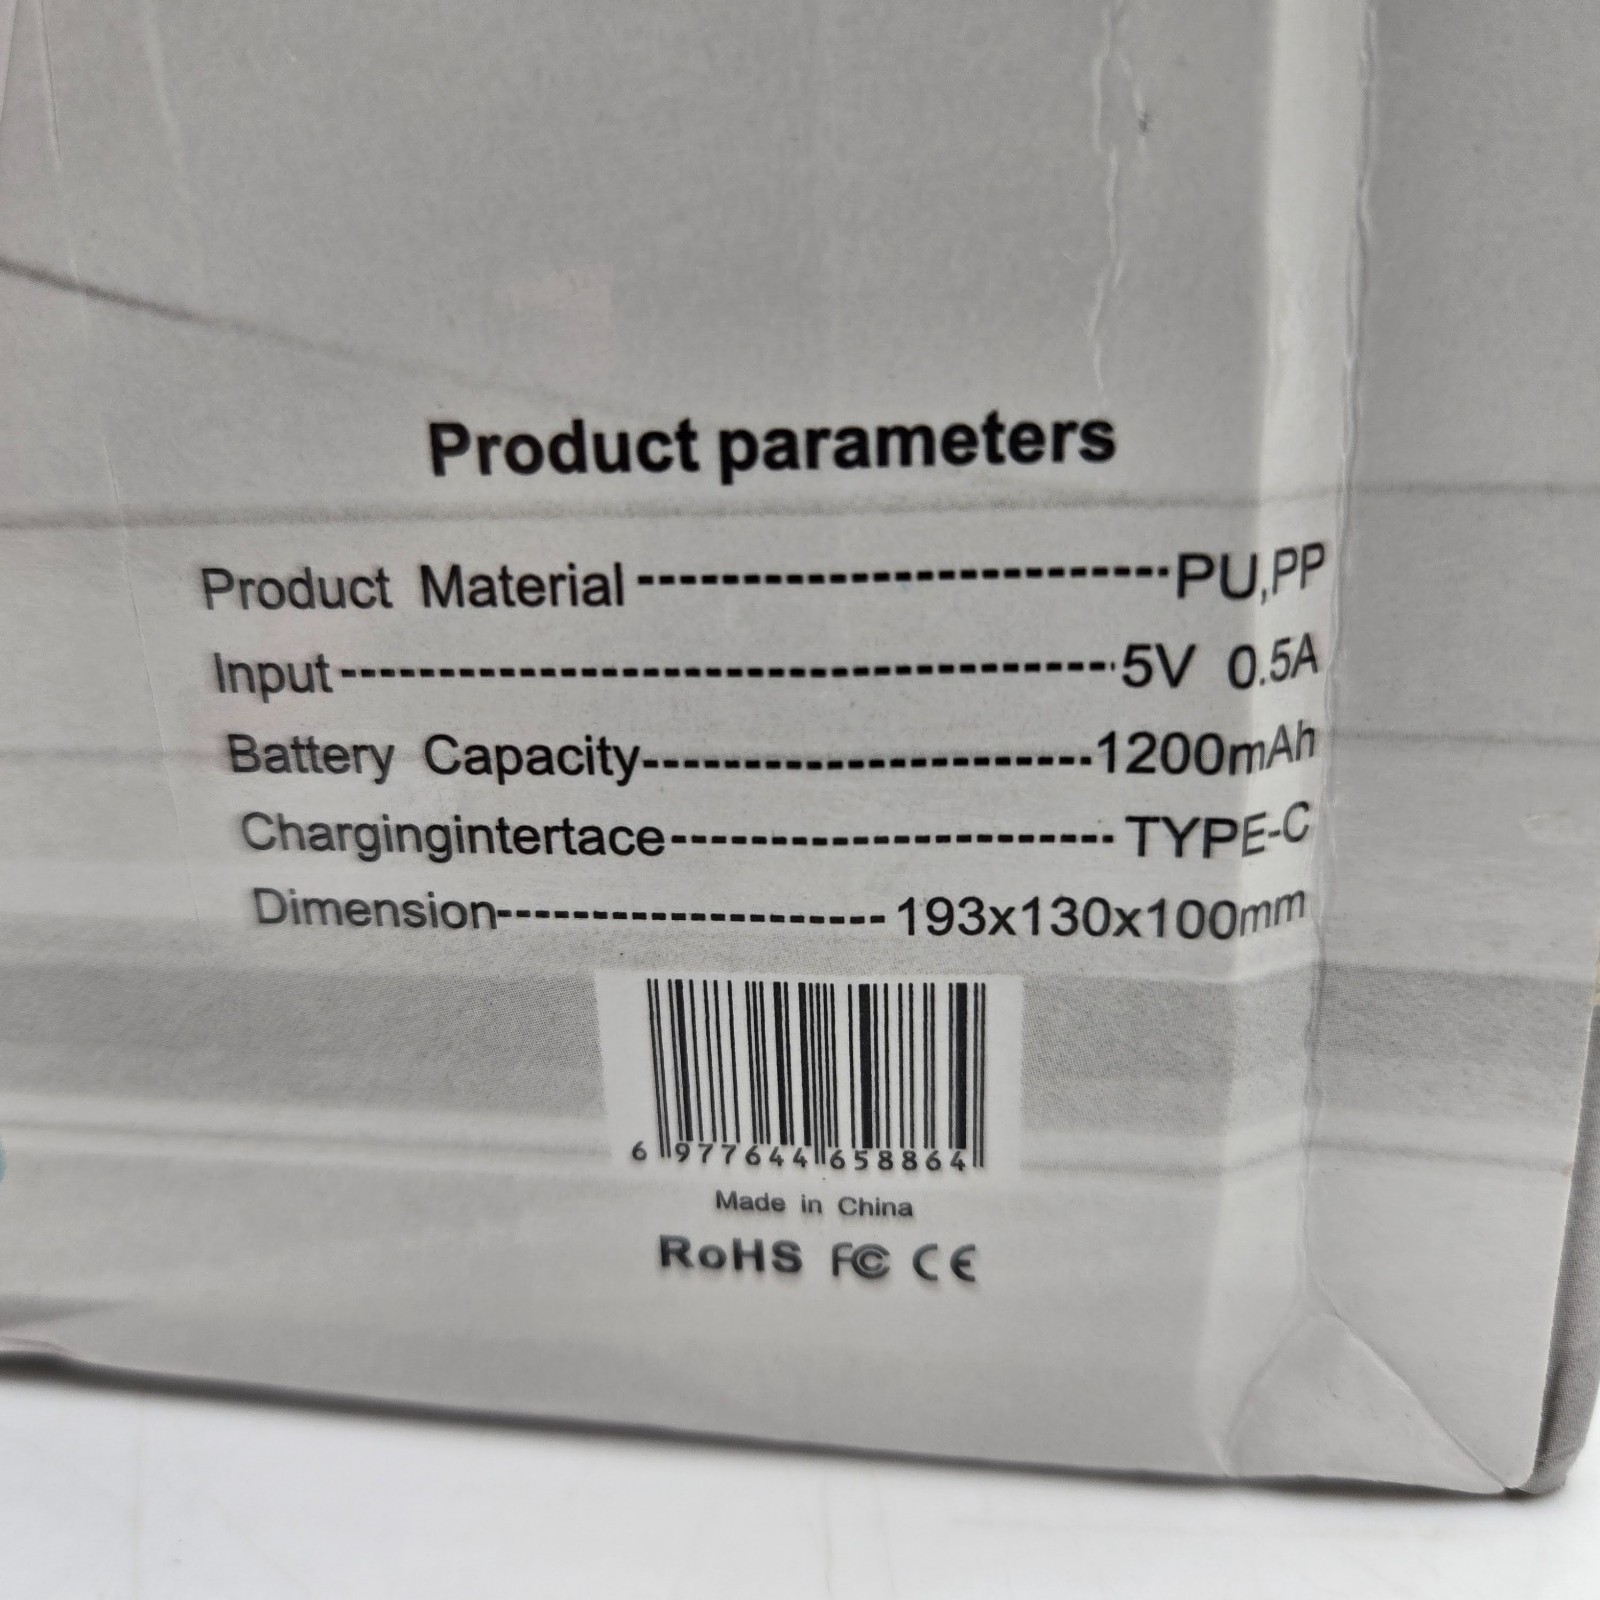 Product parameters
Product Material------------------------PU,PP
Input-----------------------------------5V 0.5A
Battery Capacity-----------------------1200mAh
Chargingintertace---------------------TYPE-C
Dimension--------------------193x130x100mm
6 977644 658864
Made in China
RoHS FC CE